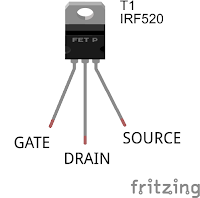 T1
IRF520
FET P
GATE
DRAIN
SOURCE
fritzing